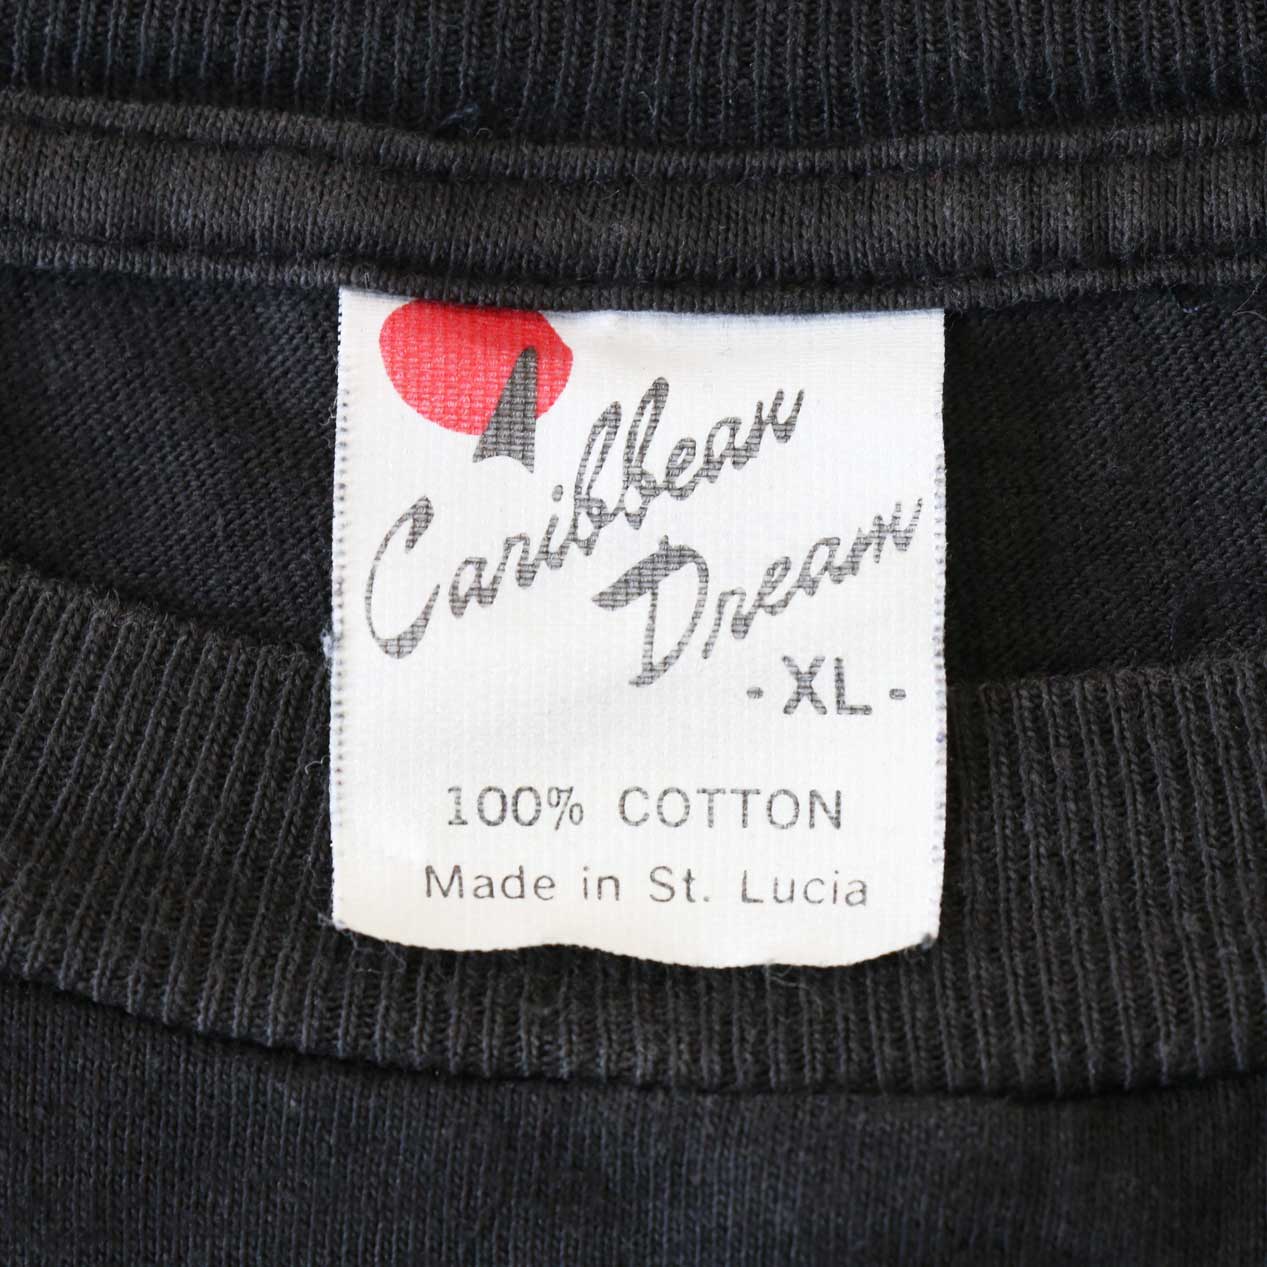 Caribbean
Dream
- XL -
100% COTTON
Made in St. Lucia